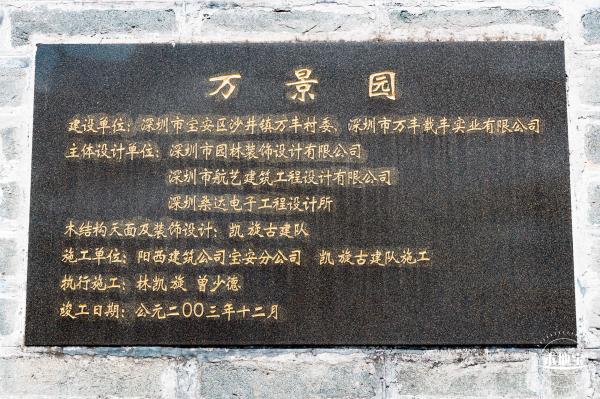 万景园
建设单位：深圳市宝安区沙井镇万丰村委、深圳市万丰裁丰实业有限公司
主体设计单位：深圳市园林装饰设计有限公司
深圳市航艺建筑工程设计有限公司
深圳桑达电子工程设计所
木结构天面及装饰设计：凯旋古建队
施工单位：阳西建筑公司宝安分公司 凯旋古建队施工
执行施工：林凯旋 曾少德
竣工日期：公元二〇〇三年十二月
本地宝